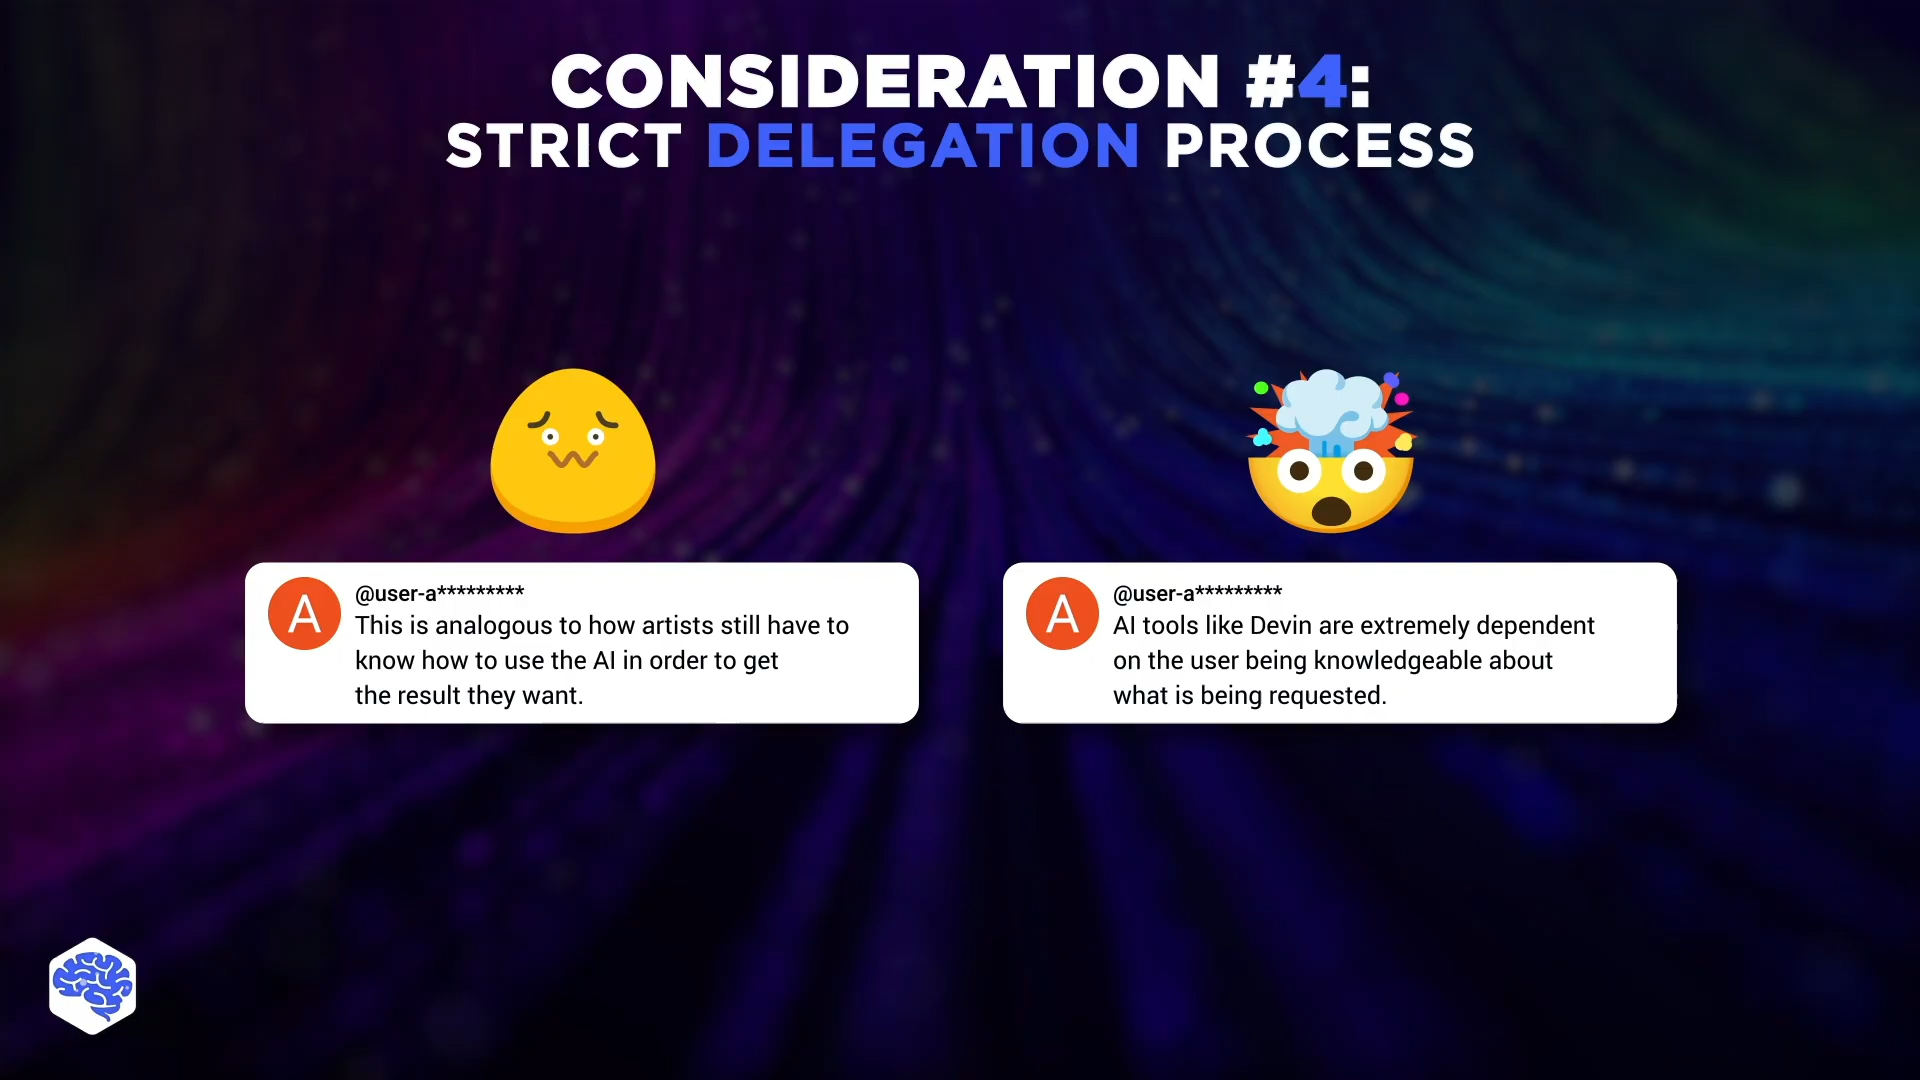 CONSIDERATION #4:
STRICT DELEGATION PROCESS
A
@user-a*********
This is analogous to how artists still have to
know how to use the AI in order to get
the result they want.
A
@user-a*********
AI tools like Devin are extremely dependent
on the user being knowledgeable about
what is being requested.